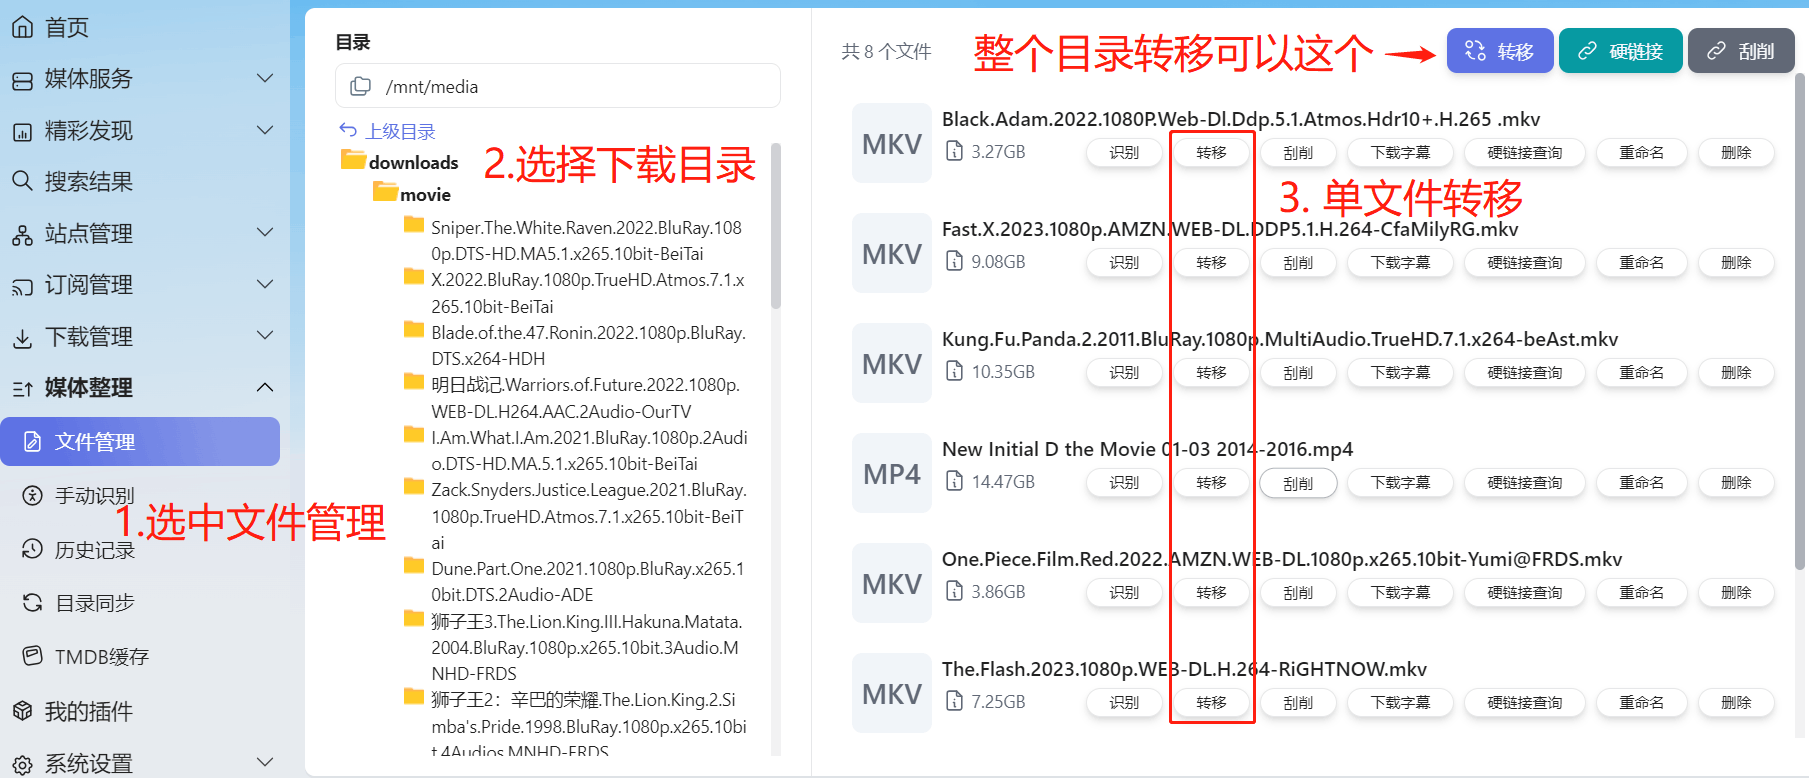 首页
媒体服务
精彩发现
搜索结果
站点管理
订阅管理
下载管理
媒体整理
文件管理
手动识别
1.选中文件管理
历史记录
目录同步
TMDB缓存
我的插件
系统设置
目录
/mnt/media
上级目录
downloads
2.选择下载目录
movie
Sniper.The.White.Raven.2022.BluRay.108
0p.DTS-HD.MA5.1.x265.10bit-BeiTai
X.2022.BluRay.1080p.TrueHD.Atmos.7.1.x
265.10bit-BeiTai
Blade.of.the.47.Ronin.2022.1080p.BluRay.
DTS.x264-HDH
明日战记.Warriors.of.Future.2022.1080p.
WEB-DL.H264.AAC.2Audio-OurTV
I.Am.What.I.Am.2021.BluRay.1080p.2Audi
o.DTS-HD.MA.5.1.x265.10bit-BeiTai
Zack.Snyders.Justice.League.2021.BluRay.
1080p.TrueHD.Atmos.7.1.x265.10bit-BeiT
ai
Dune.Part.One.2021.1080p.BluRay.x265.1
0bit.DTS.2Audio-ADE
狮子王3.The.Lion.King.III.Hakuna.Matata.
2004.BluRay.1080p.x265.10bit.3Audio.M
NHD-FRDS
狮子王2：辛巴的荣耀.The.Lion.King.2.Si
mba's.Pride.1998.BluRay.1080p.x265.10bi
t.4Audios.MNHD-FRDS
共 8 个文件
整个目录转移可以这个
转移 硬链接 刮削
MKV
Black.Adam.2022.1080P.Web-Dl.Ddp.5.1.Atmos.Hdr10+.H.265 .mkv
3.27GB 识别 转移 刮削 下载字幕 硬链接查询 重命名 删除
3. 单文件转移
MKV
Fast.X.2023.1080p.AMZN.WEB-DL.DDP5.1.H.264-CfaMilyRG.mkv
9.08GB 识别 转移 刮削 下载字幕 硬链接查询 重命名 删除
MKV
Kung.Fu.Panda.2.2011.BluRay.1080p.MultiAudio.TrueHD.7.1.x264-beAst.mkv
10.35GB 识别 转移 刮削 下载字幕 硬链接查询 重命名 删除
MP4
New Initial D the Movie 01-03 2014-2016.mp4
14.47GB 识别 转移 刮削 下载字幕 硬链接查询 重命名 删除
MKV
One.Piece.Film.Red.2022.AMZN.WEB-DL.1080p.x265.10bit-Yumi@FRDS.mkv
3.86GB 识别 转移 刮削 下载字幕 硬链接查询 重命名 删除
MKV
The.Flash.2023.1080p.WEB-DL.H.264-RiGHTNOW.mkv
7.25GB 识别 转移 刮削 下载字幕 硬链接查询 重命名 删除